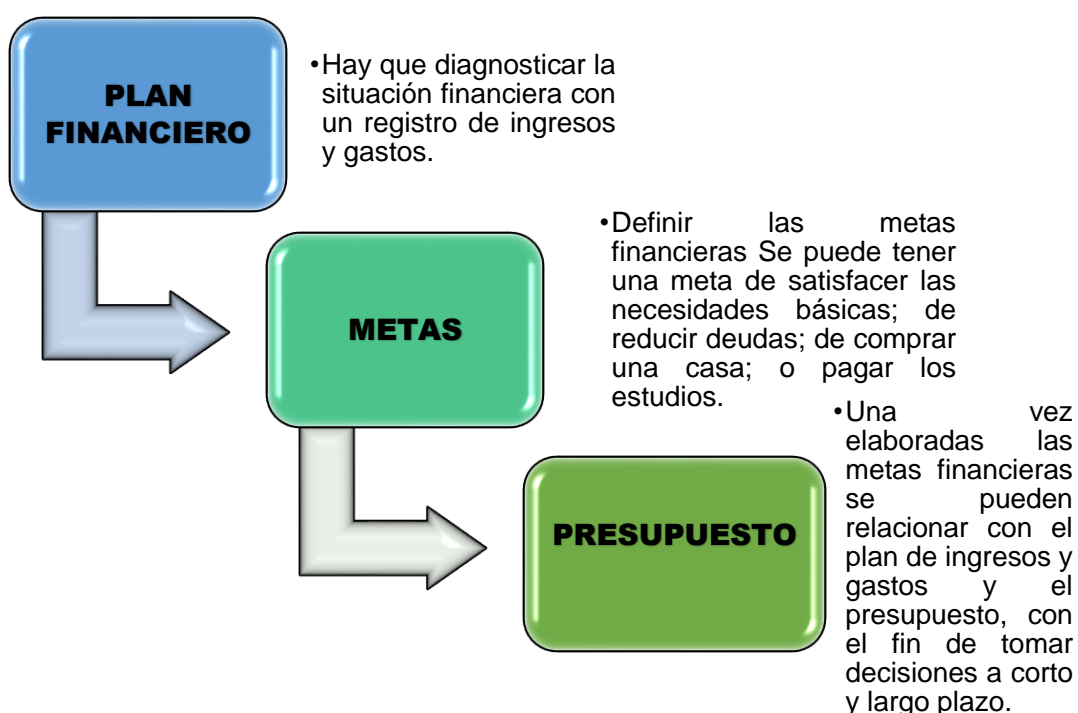 PLAN
FINANCIERO
•Hay que diagnosticar la
situación financiera con
un registro de ingresos
y gastos.
METAS
•Definir las metas
financieras Se puede tener
una meta de satisfacer las
necesidades básicas; de
reducir deudas; de comprar
una casa; o pagar los
estudios.
PRESUPUESTO
•Una vez
elaboradas las
metas financieras
se pueden
relacionar con el
plan de ingresos y
gastos y el
presupuesto, con
el fin de tomar
decisiones a corto
y largo plazo.